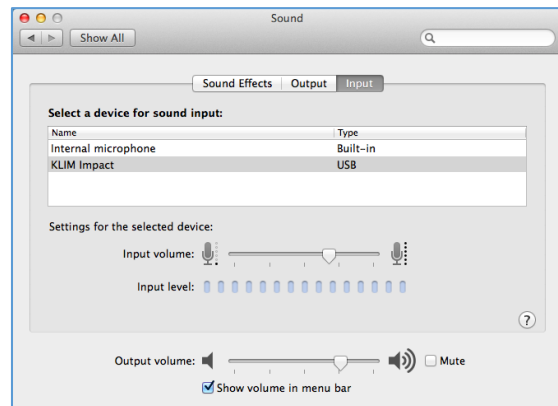 Sound
Show All
Sound Effects Output Input
Select a device for sound input:
Name Type
Internal microphone Built-in
KLIM Impact USB
Settings for the selected device:
Input volume:
Input level:
?
Output volume: Mute
Show volume in menu bar